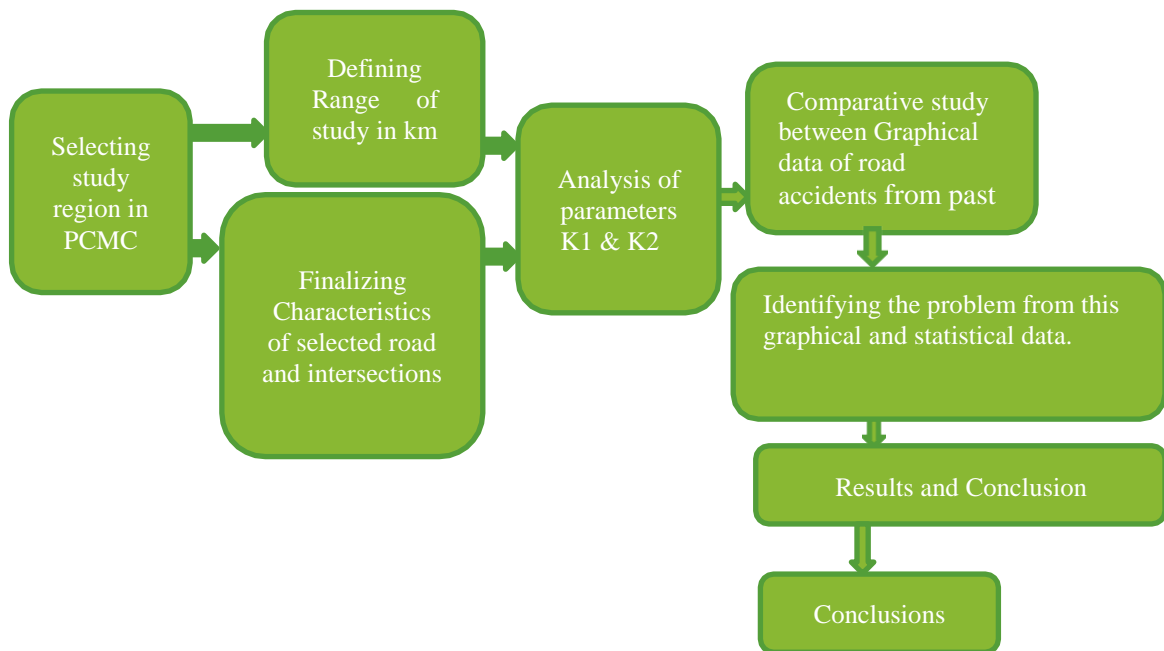 Selecting
study
region in
PCMC
Defining
Range of
study in km
Finalizing
Characteristics
of selected road
and intersections
Analysis of
parameters
K1 & K2
Comparative study
between Graphical
data of road
accidents from past
Identifying the problem from this
graphical and statistical data.
Results and Conclusion
Conclusions